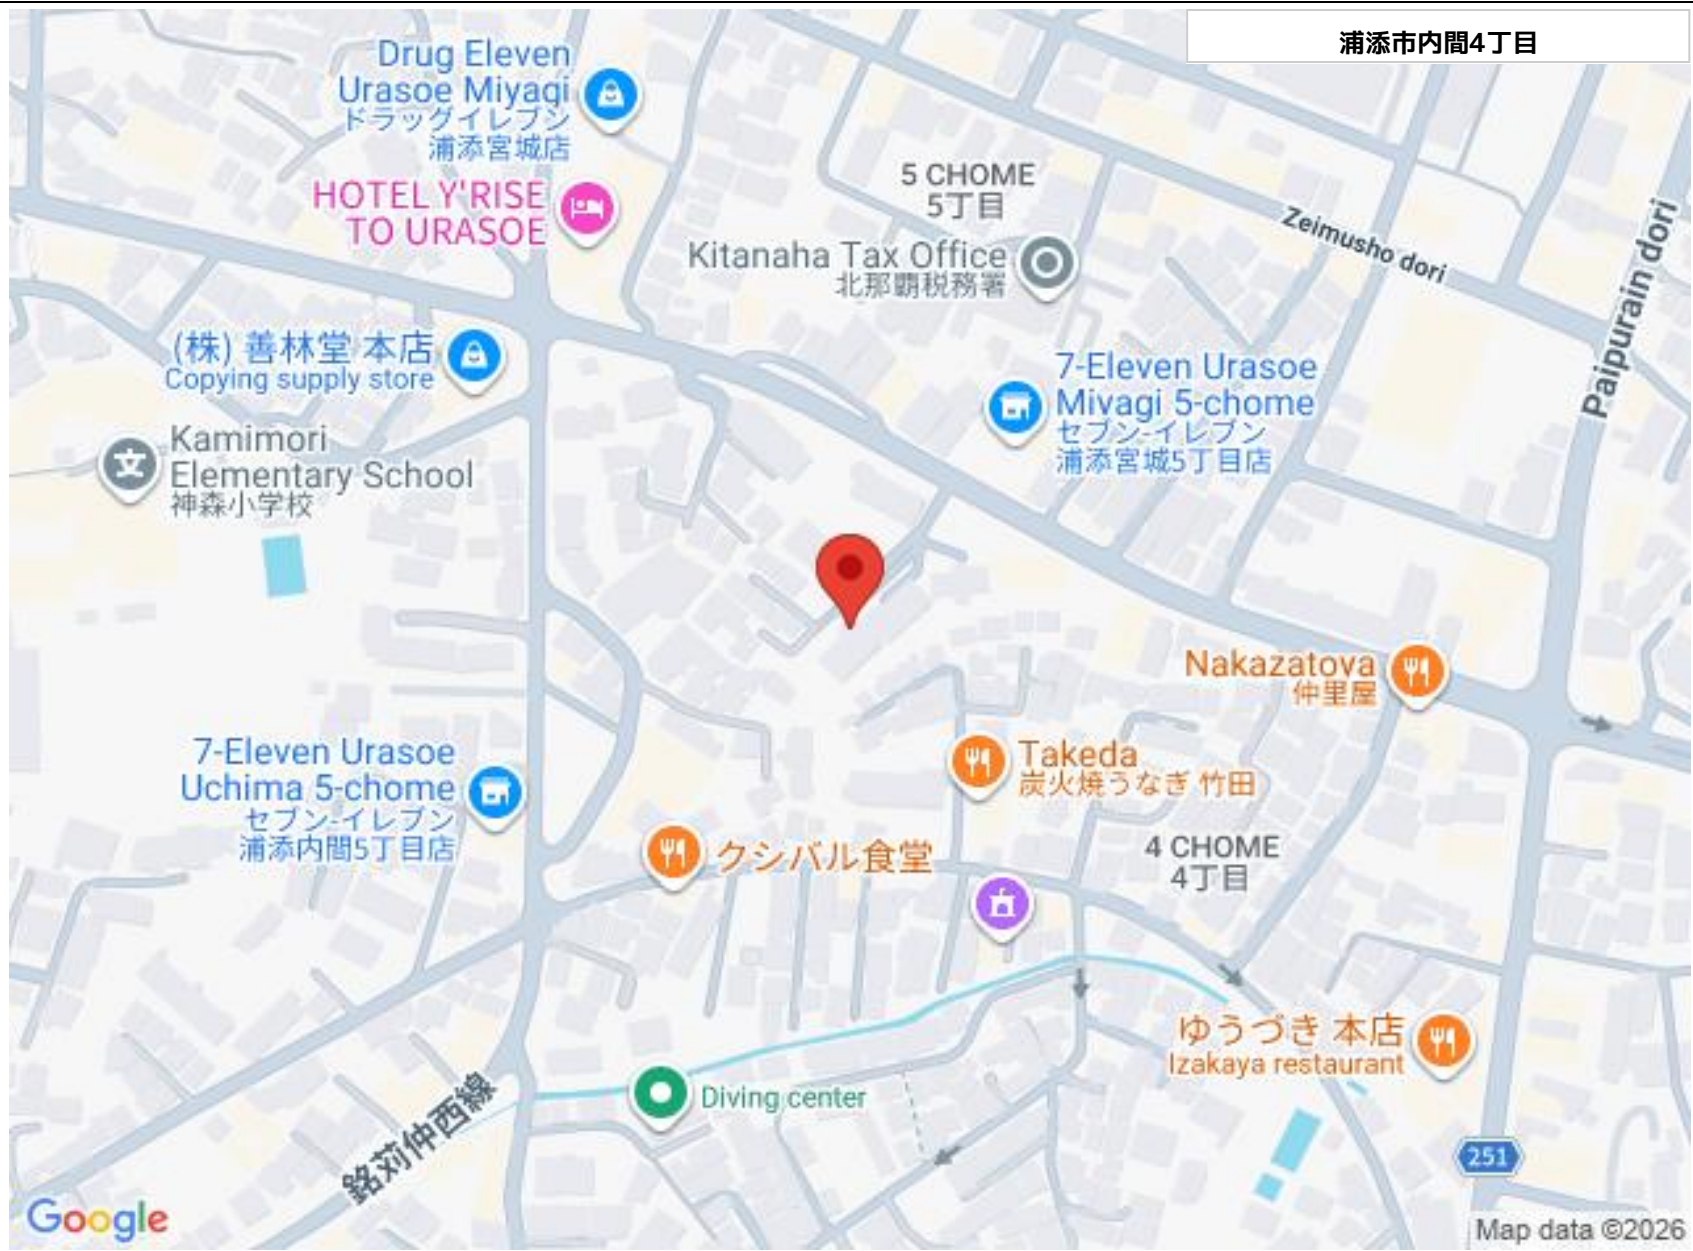 浦添市内間4丁目
Drug Eleven
Urasoe Miyagi
ドラッグイレブン
浦添宮城店
HOTEL Y'RISE
TO URASOE
5 CHOME
5丁目
Zeimusho dori
Paipurain dori
Kitanaha Tax Office
北那覇税務署
(株) 善林堂 本店
Copying supply store
7-Eleven Urasoe
Miyagi 5-chome
セブン-イレブン
浦添宮城5丁目店
Kamimori
Elementary School
神森小学校
Nakazatoya
仲里屋
7-Eleven Urasoe
Uchima 5-chome
セブン-イレブン
浦添内間5丁目店
Takeda
炭火焼うなぎ 竹田
クシバル食堂
4 CHOME
4丁目
ゆうづき 本店
Izakaya restaurant
Diving center
銘苅仲西線
251
Google
Map data ©2026